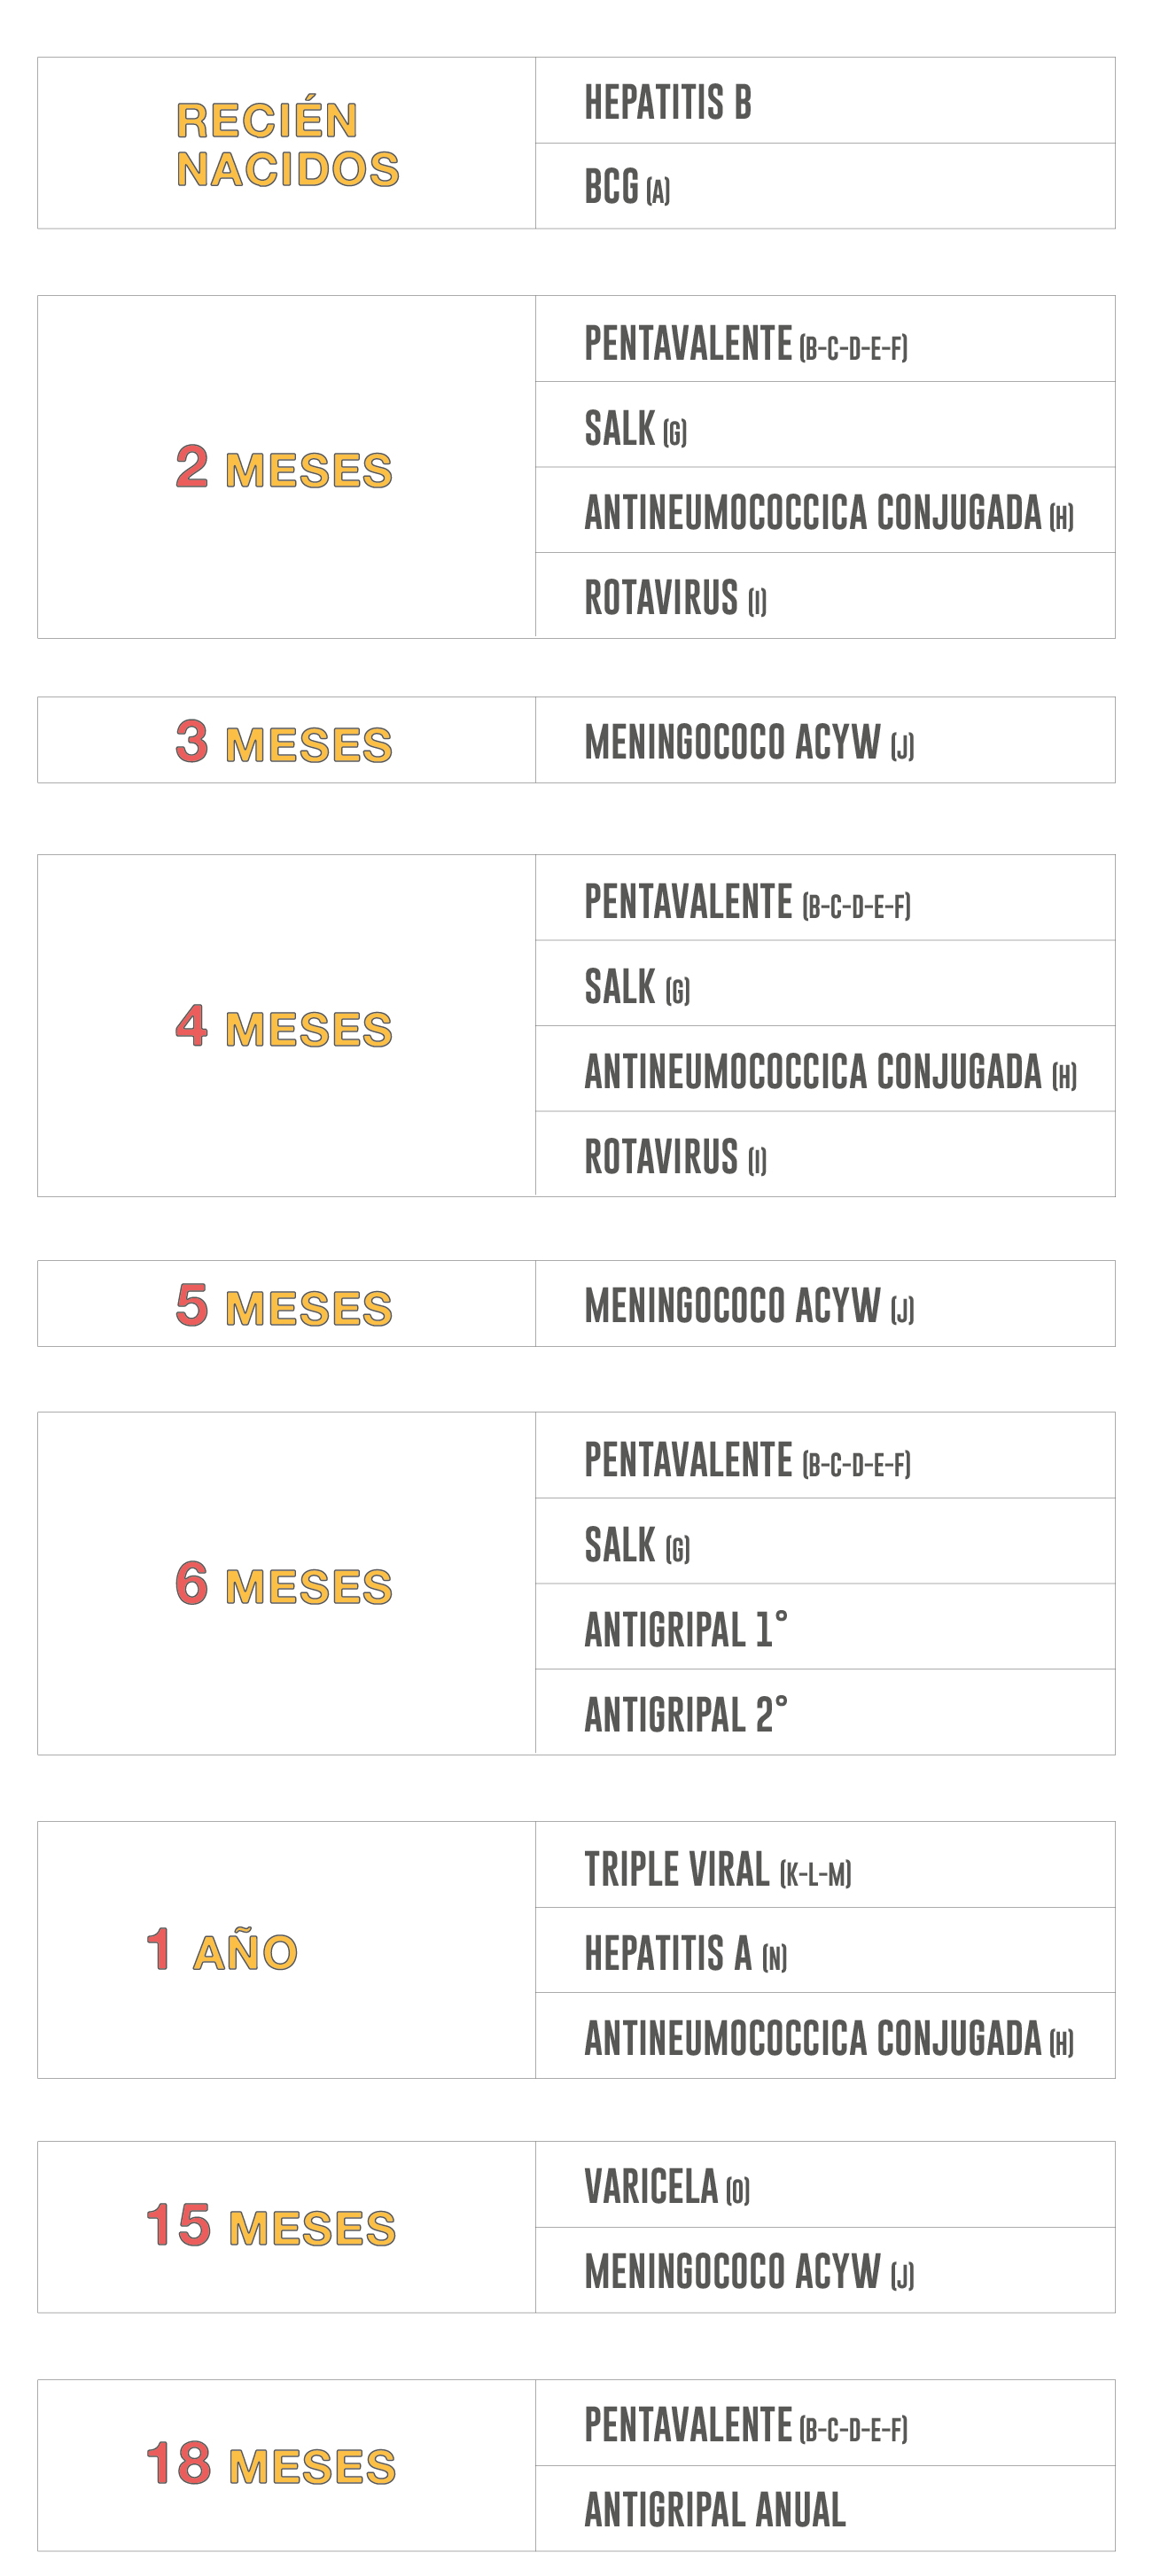 RECIÉN
NACIDOS
HEPATITIS B
BCG (A)
2 MESES
PENTAVALENTE (B-C-D-E-F)
SALK (G)
ANTINEUMOCOCCICA CONJUGADA (H)
ROTAVIRUS (I)
3 MESES
MENINGOCOCO ACYW (J)
4 MESES
PENTAVALENTE (B-C-D-E-F)
SALK (G)
ANTINEUMOCOCCICA CONJUGADA (H)
ROTAVIRUS (I)
5 MESES
MENINGOCOCO ACYW (J)
6 MESES
PENTAVALENTE (B-C-D-E-F)
SALK (G)
ANTIGRIPAL 1°
ANTIGRIPAL 2°
1 AÑO
TRIPLE VIRAL (K-L-M)
HEPATITIS A (N)
ANTINEUMOCOCCICA CONJUGADA (H)
15 MESES
VARICELA (O)
MENINGOCOCO ACYW (J)
18 MESES
PENTAVALENTE (B-C-D-E-F)
ANTIGRIPAL ANUAL